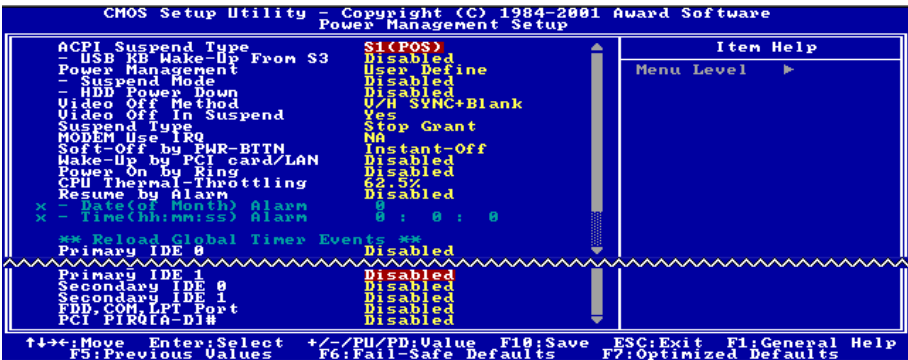 CMOS Setup Utility - Copyright (C) 1984-2001 Award Software
Power Management Setup
ACPI Suspend Type S1(POS) Item Help
- USB KB Wake-Up From S3 Disabled
Power Management User Define Menu Level ►
- Suspend Mode Disabled
- HDD Power Down Disabled
Video Off Method V/H SYNC+Blank
Video Off In Suspend Yes
Suspend Type Stop Grant
MODEM Use IRQ NA
Soft-Off by PWR-BTTN Instant-Off
Wake-Up by PCI card/LAN Disabled
Power On by Ring Disabled
CPU Thermal-Throttling 62.5%
Resume by Alarm Disabled
x - Date(of Month) Alarm 0
x - Time(hh:mm:ss) Alarm 0 : 0 : 0
** Reload Global Timer Events **
Primary IDE 0 Disabled
Primary IDE 1 Disabled
Secondary IDE 0 Disabled
Secondary IDE 1 Disabled
FDD,COM,LPT Port Disabled
PCI PIRQ[A-D]# Disabled
↑↓→←:Move Enter:Select +/-/PU/PD:Value F10:Save ESC:Exit F1:General Help
F5:Previous Values F6:Fail-Safe Defaults F7:Optimized Defaults